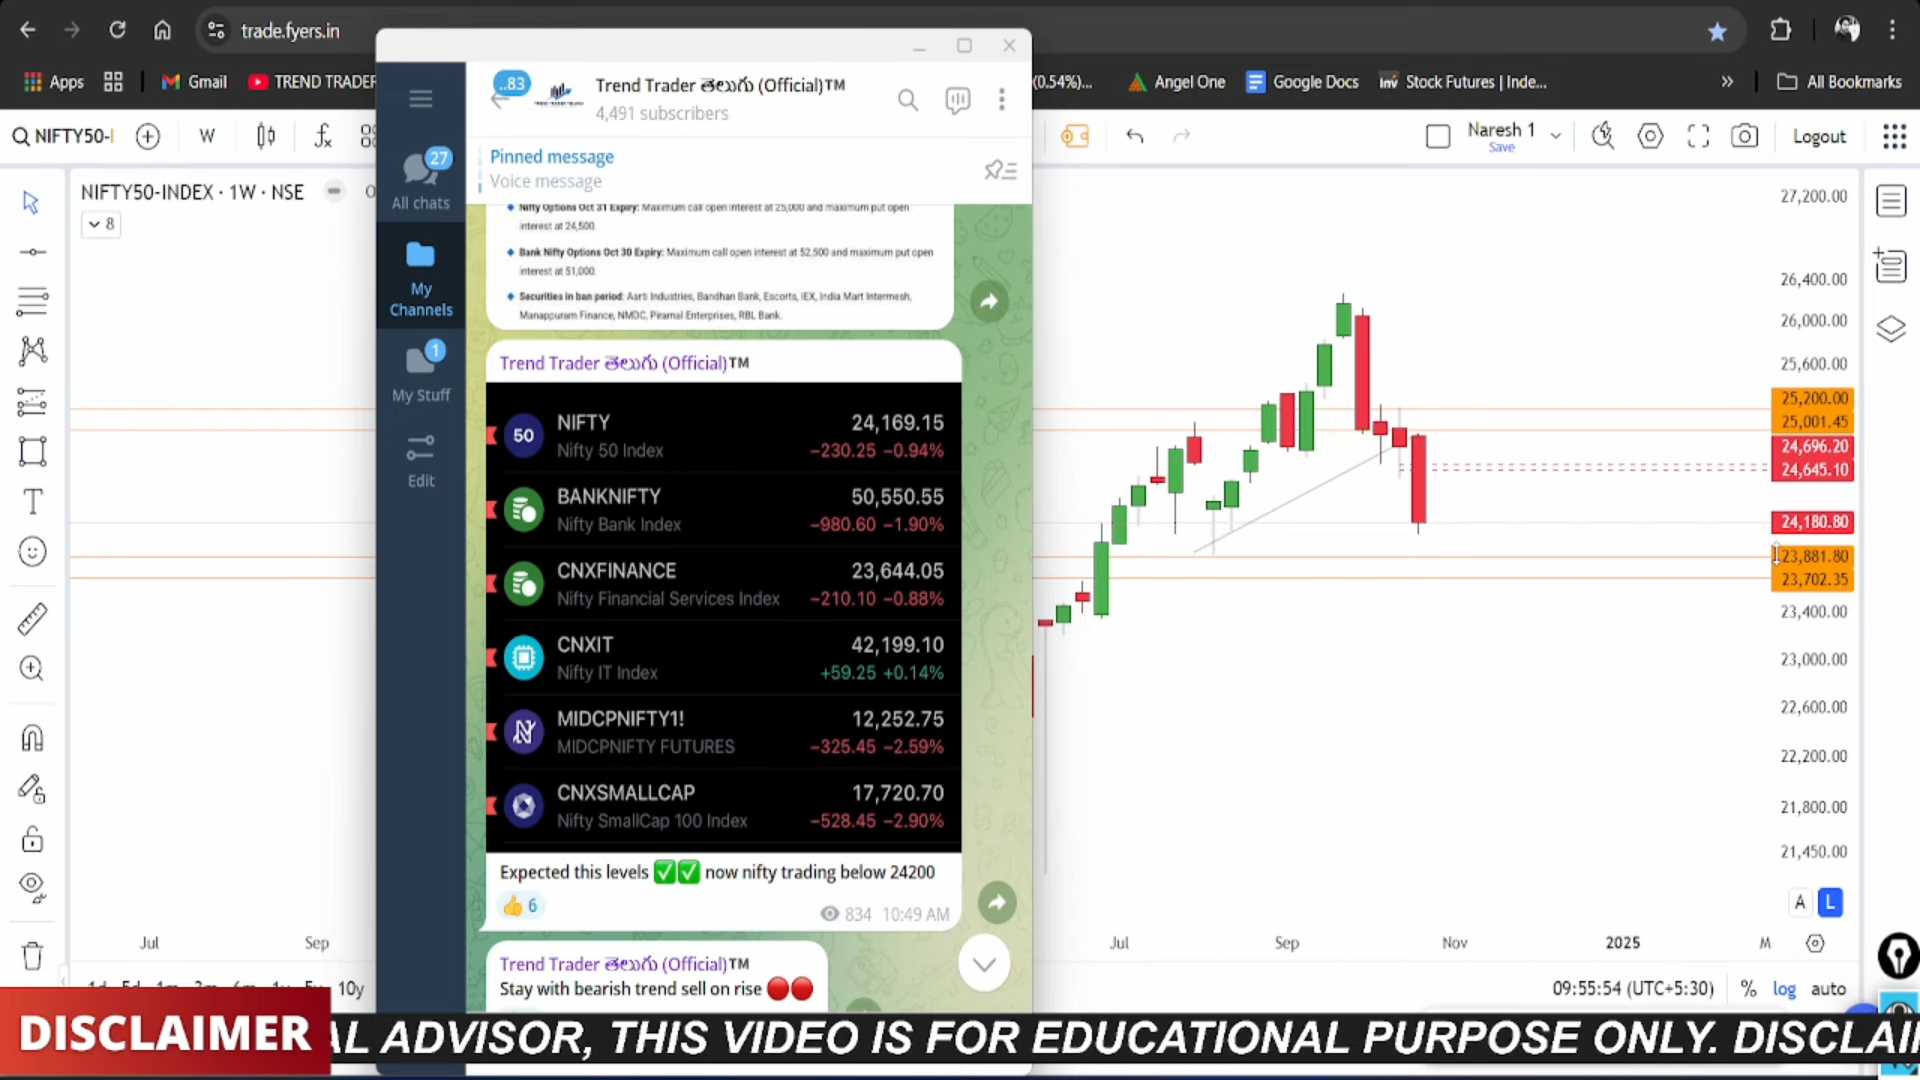 trade.fyers.in
Apps
Gmail
TREND TRADER
(0.54%)...
Angel One
Google Docs
Inv Stock Futures | Inde...
»
All Bookmarks
NIFTY50-I
W
Naresh 1
Save
Logout
NIFTY50-INDEX · 1W · NSE
8
..83
Trend Trader తెలుగు (Official)™
4,491 subscribers
Pinned message
Voice message
27
All chats
My
Channels
1
My Stuff
Edit
Nifty Options Oct 31 Expiry: Maximum call open interest at 25,000 and maximum put open
interest at 24,500.
Bank Nifty Options Oct 30 Expiry: Maximum call open interest at 52,500 and maximum put open
interest at 51,000.
Securities in ban period: Aarti Industries, Bandhan Bank, Escorts, IEX, India Mart Intermesh,
Manappuram Finance, NMDC, Piramal Enterprises, RBL Bank.
Trend Trader తెలుగు (Official)™
50 NIFTY 24,169.15
Nifty 50 Index −230.25 −0.94%
BANKNIFTY 50,550.55
Nifty Bank Index −980.60 −1.90%
CNXFINANCE 23,644.05
Nifty Financial Services Index −210.10 −0.88%
CNXIT 42,199.10
Nifty IT Index +59.25 +0.14%
MIDCPNIFTY1! 12,252.75
MIDCPNIFTY FUTURES −325.45 −2.59%
CNXSMALLCAP 17,720.70
Nifty SmallCap 100 Index −528.45 −2.90%
Expected this levels ✅✅ now nifty trading below 24200
👍 6
834 10:49 AM
Trend Trader తెలుగు (Official)™
Stay with bearish trend sell on rise 🔴🔴
27,200.00
26,400.00
26,000.00
25,600.00
25,200.00
25,001.45
24,696.20
24,645.10
24,180.80
23,881.80
23,702.35
23,400.00
23,000.00
22,600.00
22,200.00
21,800.00
21,450.00
A L
Jul Sep Jul Sep Nov 2025 M
10y
09:55:54 (UTC+5:30) % log auto
DISCLAIMER
AL ADVISOR, THIS VIDEO IS FOR EDUCATIONAL PURPOSE ONLY. DISCLAI